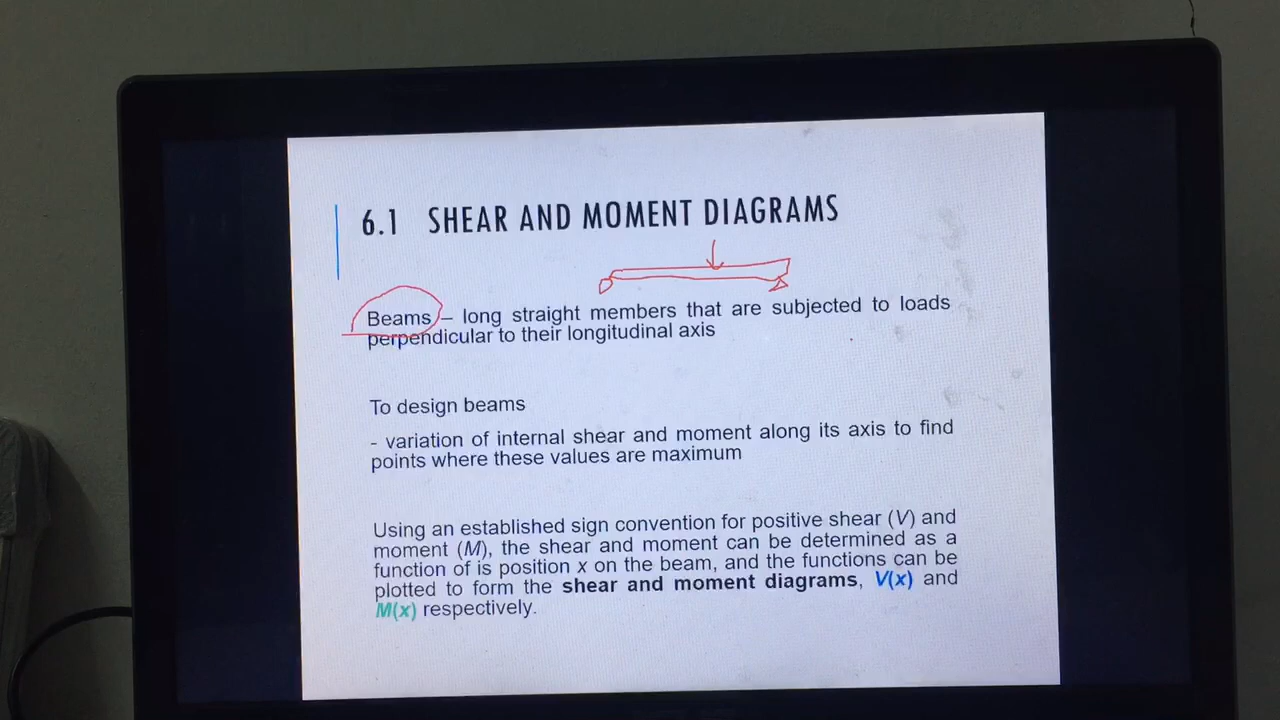 6.1 SHEAR AND MOMENT DIAGRAMS
Beams – long straight members that are subjected to loads
perpendicular to their longitudinal axis
To design beams
- variation of internal shear and moment along its axis to find
points where these values are maximum
Using an established sign convention for positive shear (V) and
moment (M), the shear and moment can be determined as a
function of is position x on the beam, and the functions can be
plotted to form the shear and moment diagrams, V(x) and
M(x) respectively.